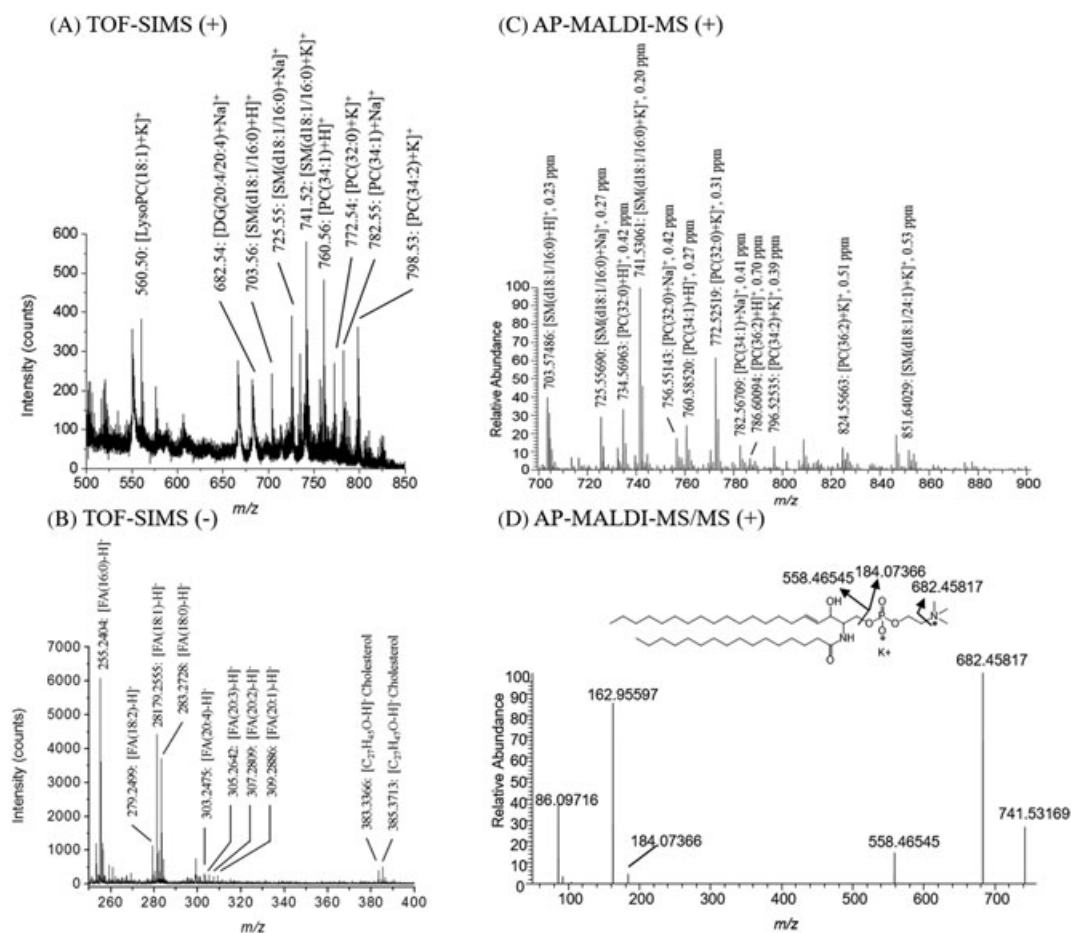 (A) TOF-SIMS (+)
560.50: [LysoPC(18:1)+K]⁺
682.54: [DG(20:4/20:4)+Na]⁺
703.56: [SM(d18:1/16:0)+H]⁺
725.55: [SM(d18:1/16:0)+Na]⁺
741.52: [SM(d18:1/16:0)+K]⁺
760.56: [PC(34:1)+H]⁺
772.54: [PC(32:0)+K]⁺
782.55: [PC(34:1)+Na]⁺
798.53: [PC(34:2)+K]⁺
Intensity (counts)
600
500
400
300
200
100
0
500 550 600 650 700 750 800 850
m/z
(C) AP-MALDI-MS (+)
703.57486: [SM(d18:1/16:0)+H]⁺, 0.23 ppm
725.55690: [SM(d18:1/16:0)+Na]⁺, 0.27 ppm
734.56963: [PC(32:0)+H]⁺, 0.42 ppm
741.53061: [SM(d18:1/16:0)+K]⁺, 0.20 ppm
756.55143: [PC(32:0)+Na]⁺, 0.42 ppm
760.58520: [PC(34:1)+H]⁺, 0.27 ppm
772.52519: [PC(32:0)+K]⁺, 0.31 ppm
782.56709: [PC(34:1)+Na]⁺, 0.41 ppm
786.60094: [PC(36:2)+H]⁺, 0.70 ppm
796.52535: [PC(34:2)+K]⁺, 0.39 ppm
824.55663: [PC(36:2)+K]⁺, 0.51 ppm
851.64029: [SM(d18:1/24:1)+K]⁺, 0.53 ppm
Relative Abundance
100
90
80
70
60
50
40
30
20
10
0
700 720 740 760 780 800 820 840 860 880 900
m/z
(B) TOF-SIMS (-)
255.2404: [FA(16:0)-H]⁻
279.2499: [FA(18:2)-H]⁻
28179.2555: [FA(18:1)-H]⁻
283.2728: [FA(18:0)-H]⁻
303.2475: [FA(20:4)-H]⁻
305.2642: [FA(20:3)-H]⁻
307.2809: [FA(20:2)-H]⁻
309.2886: [FA(20:1)-H]⁻
383.3366: [C₂₇H₄₅O-H]⁻ Cholesterol
385.3713: [C₂₇H₄₇O-H]⁻ Cholesterol
Intensity (counts)
7000
6000
5000
4000
3000
2000
1000
0
260 280 300 320 340 360 380 400
m/z
(D) AP-MALDI-MS/MS (+)
558.46545
184.07366
682.45817
OH
O
O
P
O
O
N
NH
O
K+
Relative Abundance
100
90
80
70
60
50
40
30
20
10
0
86.09716
162.95597
184.07366
558.46545
682.45817
741.53169
100 200 300 400 500 600 700
m/z